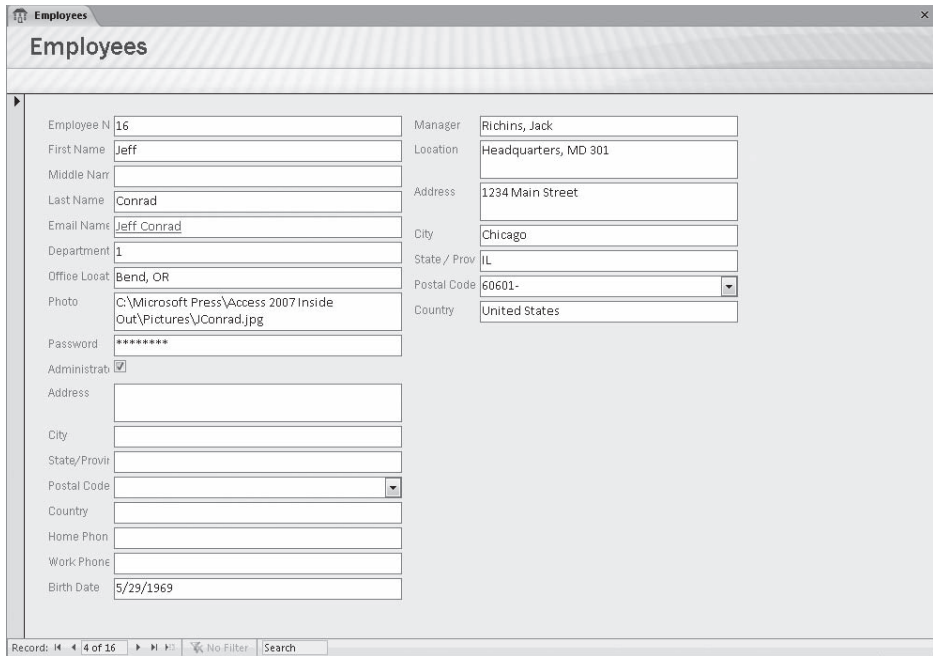 Employees
Employees
Employee N 16
First Name Jeff
Middle Nam
Last Name Conrad
Email Name Jeff Conrad
Department 1
Office Locat Bend, OR
Photo C:\Microsoft Press\Access 2007 Inside
Out\Pictures\JConrad.jpg
Password ********
Administrato
Address
City
State/Provin
Postal Code
Country
Home Phon
Work Phone
Birth Date 5/29/1969
Manager Richins, Jack
Location Headquarters, MD 301
Address 1234 Main Street
City Chicago
State / Prov IL
Postal Code 60601-
Country United States
Record: 4 of 16 No Filter Search